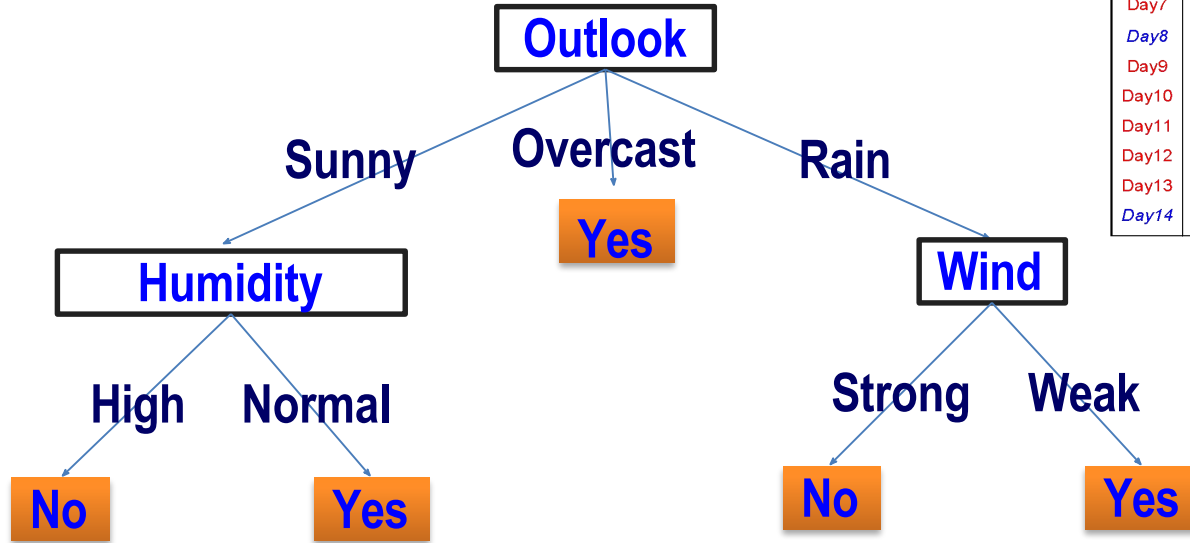 Outlook
Sunny
Overcast
Rain
Yes
Humidity
Wind
High
Normal
Strong
Weak
No
Yes
No
Yes
Day7
Day8
Day9
Day10
Day11
Day12
Day13
Day14